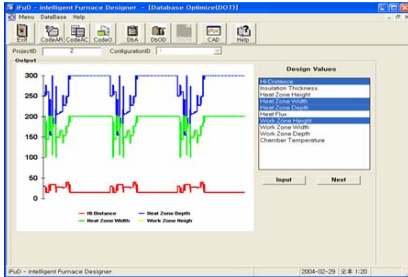 iFuD - intelligent Furnace Designer - [Database Optimize(DOT)]
Menu DataBase Help
Exit CodeAR CodeAC CodeO DbA DbOD CAD Help
ProjectID 2 ConfigurationID 1
Output
300
250
200
150
100
50
0
HI-Distance Heat Zone Depth
Heat Zone Width Work Zone Heigh
Design Values
HI-Distance
Insulation Thickness
Heat Zone Height
Heat Zone Width
Heat Zone Depth
Heat Flux
Work Zone Height
Work Zone Width
Work Zone Depth
Chamber Temperature
Input Next
iFuD - intelligent Furnace Designer 2004-02-29 오후 1:20